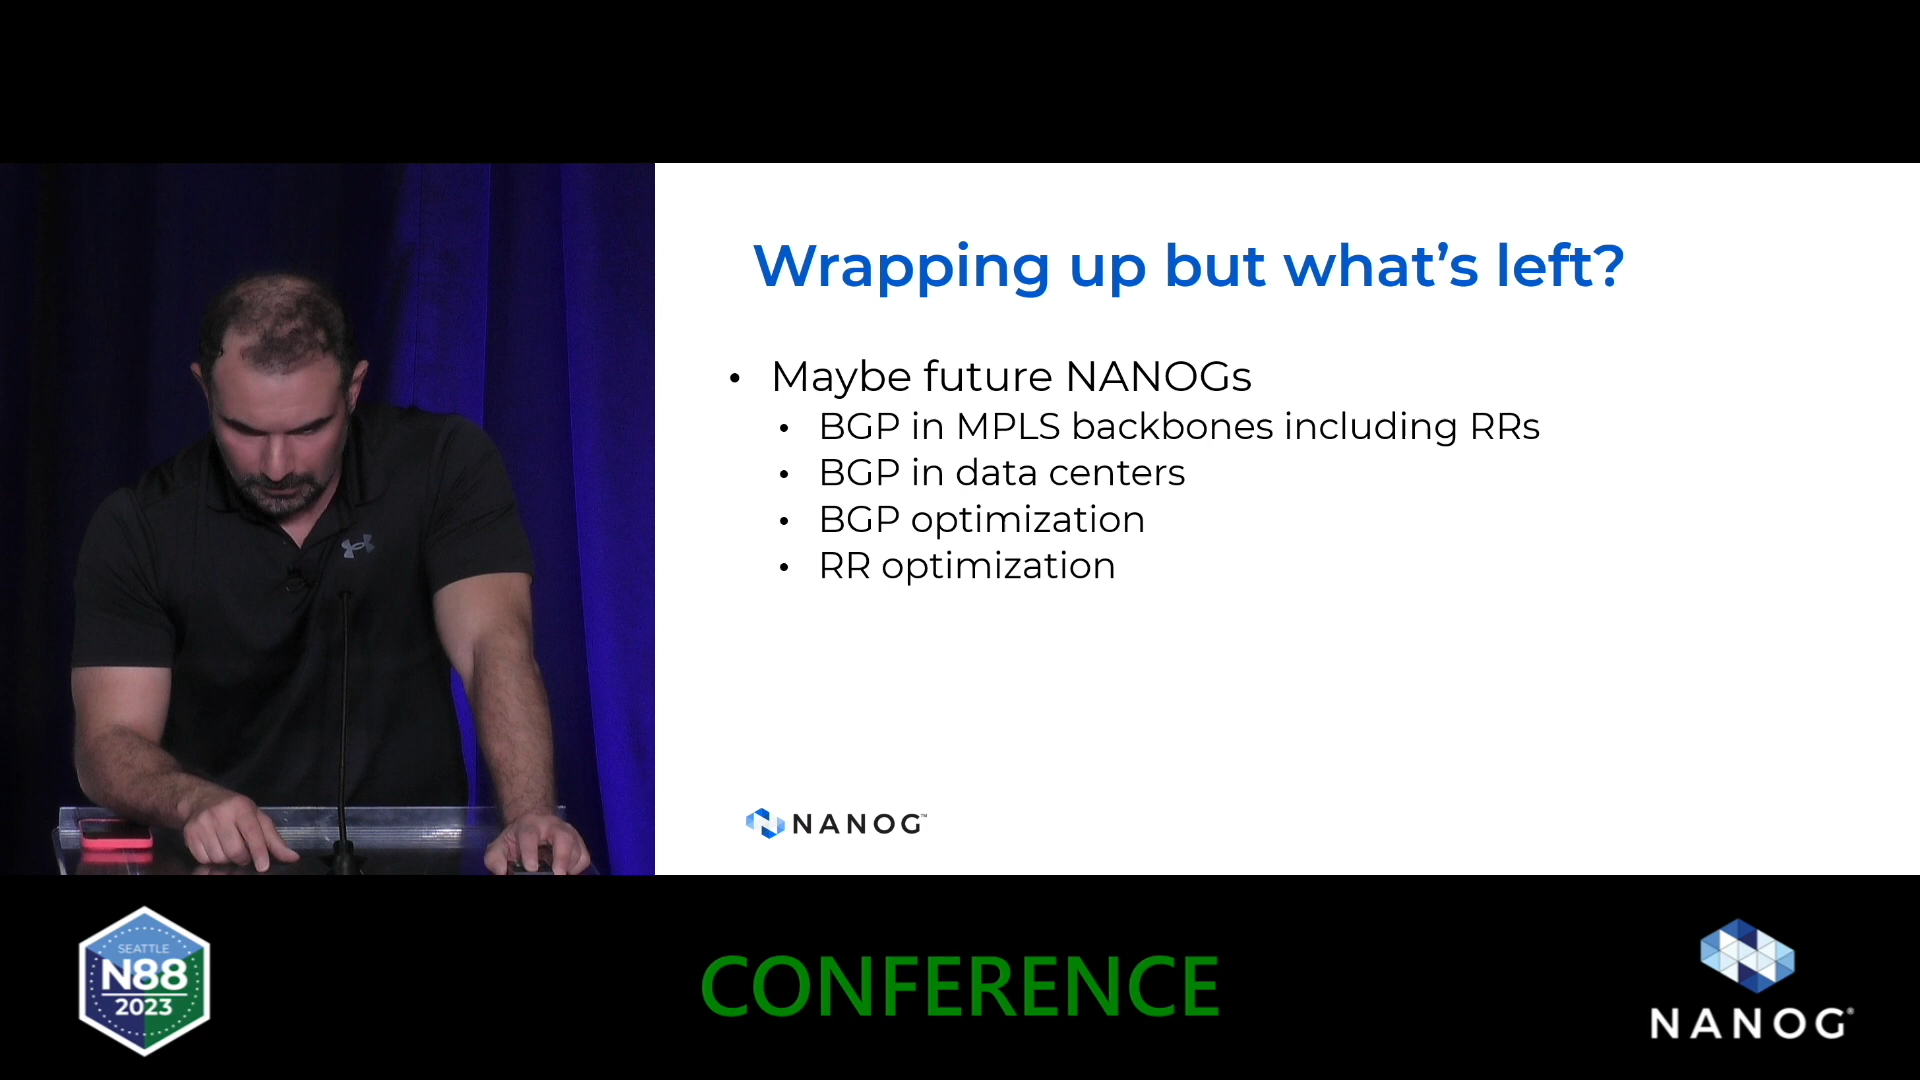 Wrapping up but what's left?
• Maybe future NANOGs
• BGP in MPLS backbones including RRs
• BGP in data centers
• BGP optimization
• RR optimization
NANOG™
SEATTLE
N88
2023
CONFERENCE
NANOG®